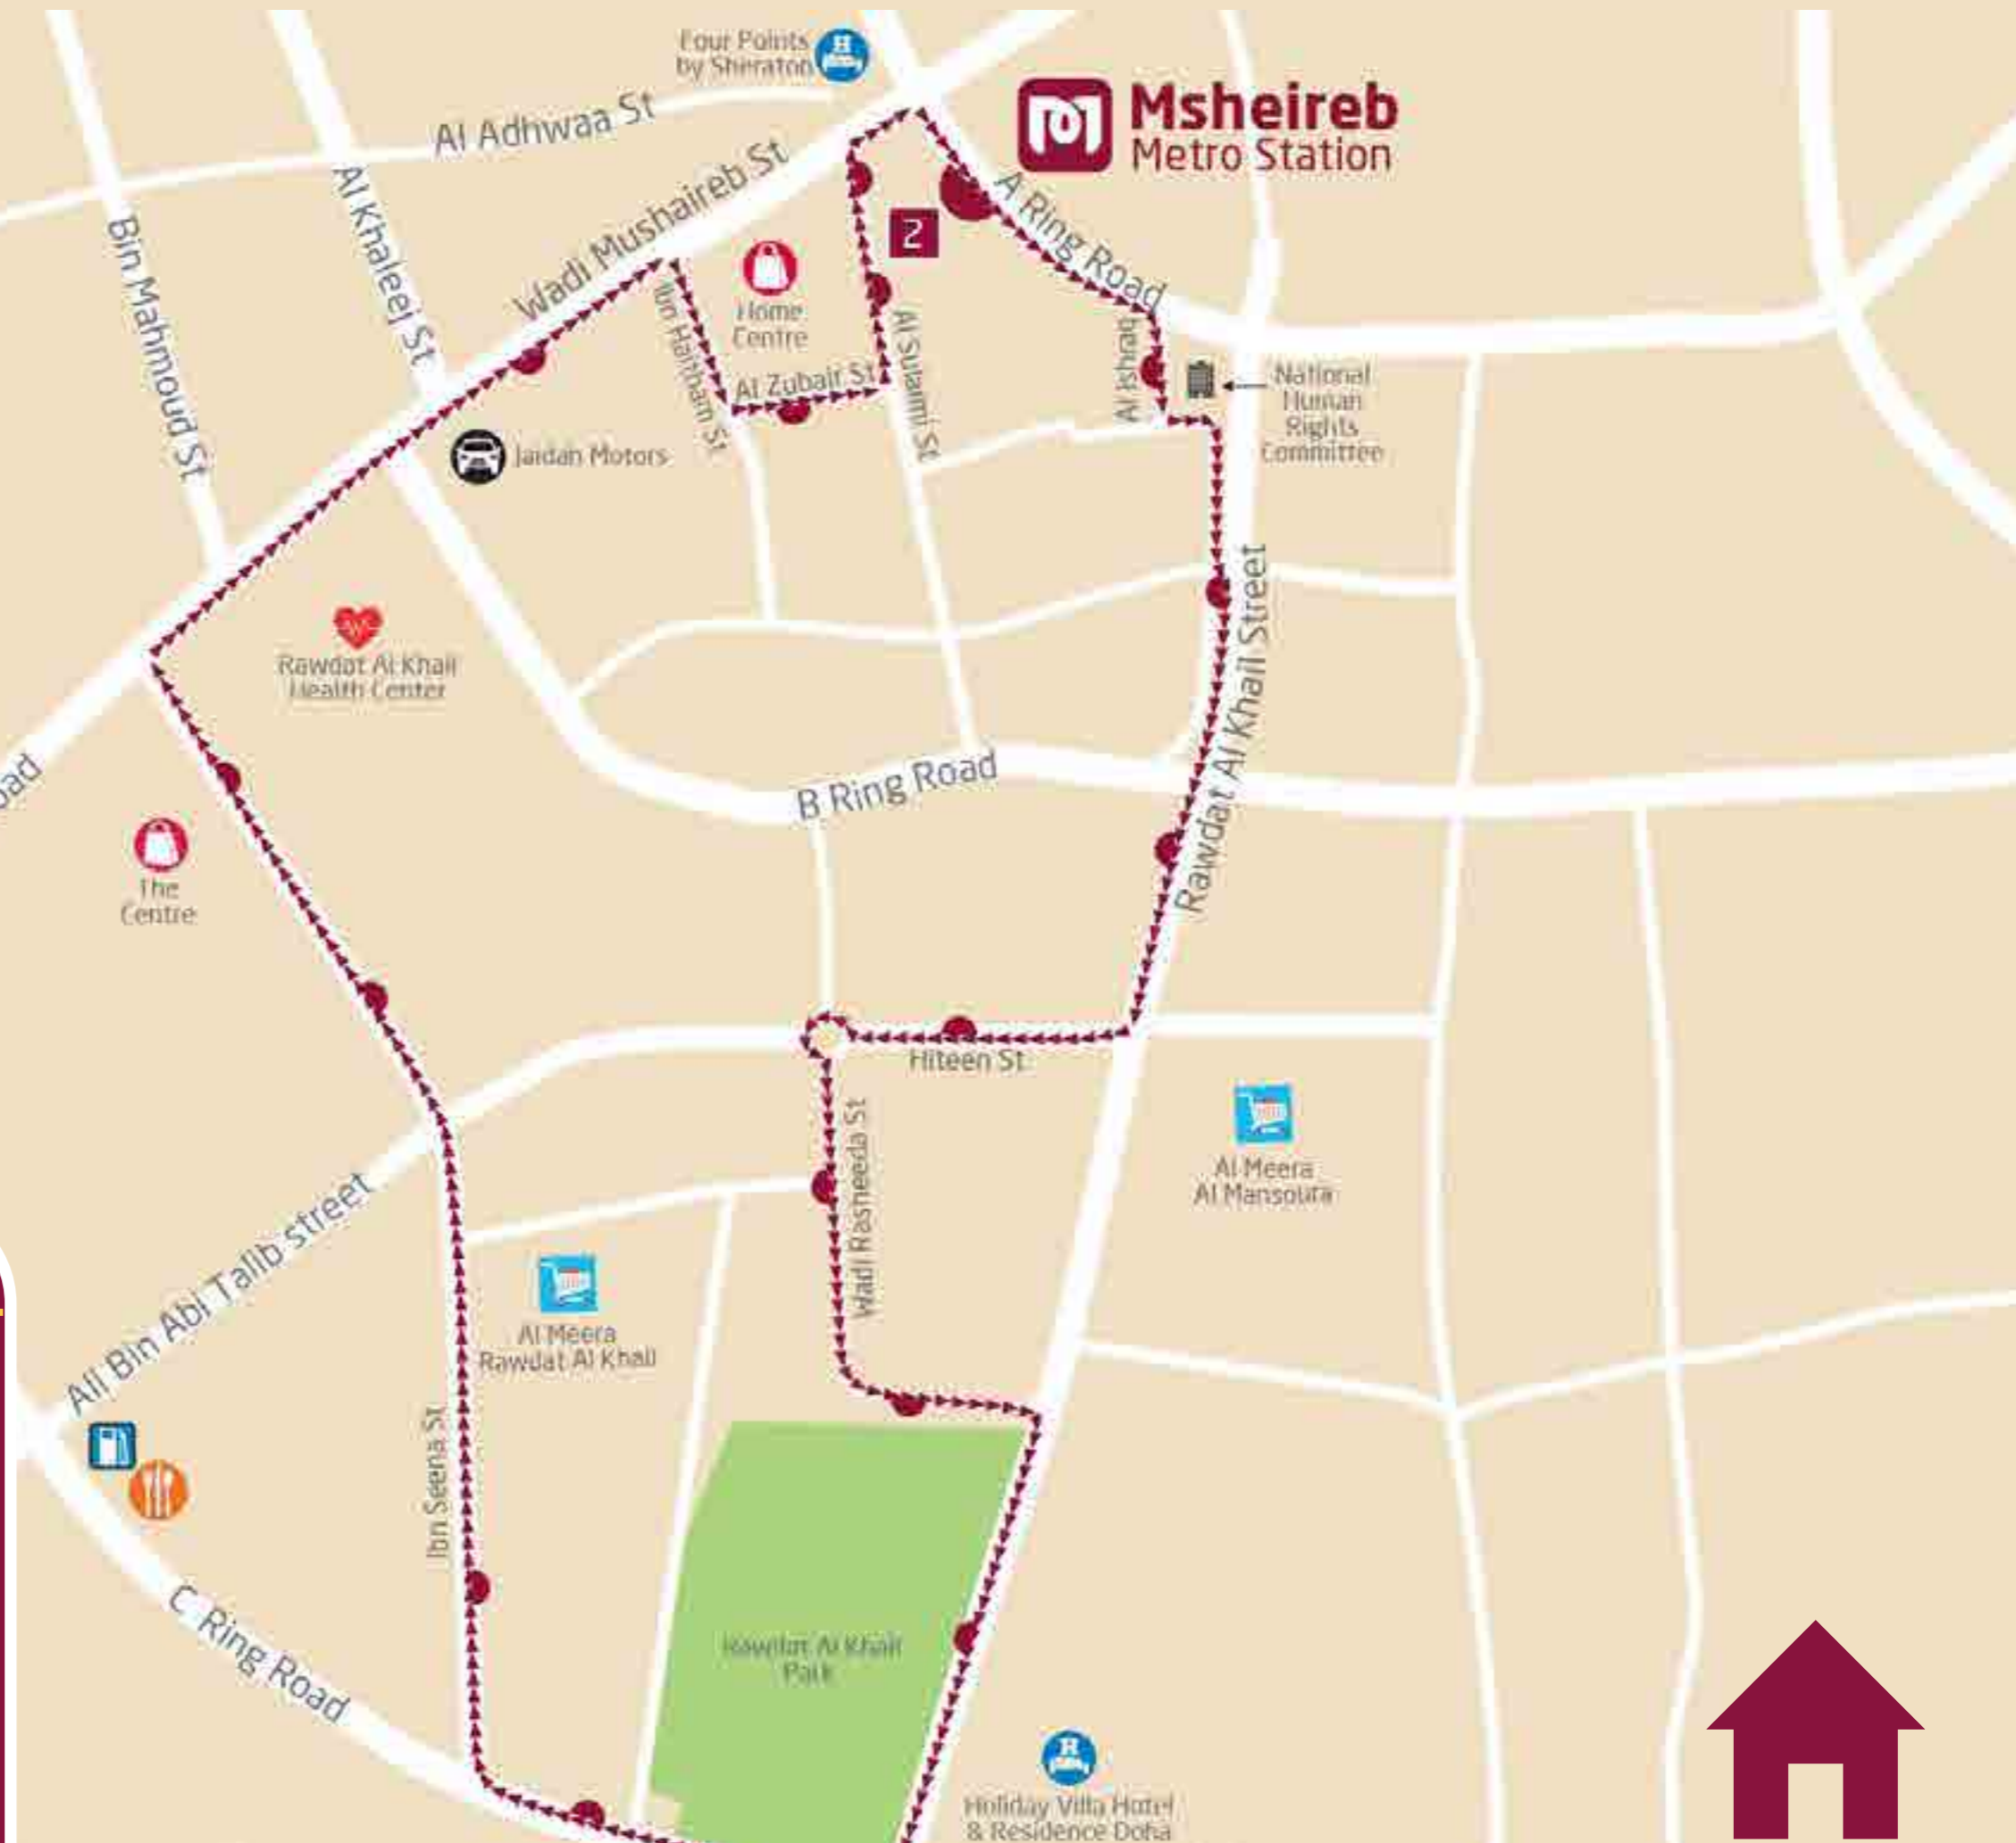 Four Points
by Sheraton
Msheireb
Metro Station
Al Adhwaa St
Wadi Mushaireb St
Al Khaleej St
Bin Mahmoud St
A Ring Road
2
Home
Centre
Ibn Haitham St
Al Zubair St
Al Sulaimi St
Al Ishraq
National
Human
Rights
Committee
Jaidah Motors
Rawdat Al Khail
Health Center
Rawdat Al Khail Street
B Ring Road
The
Centre
Hiteen St
Wadi Rasheeda St
Al Meera
Al Mansoura
Ali Bin Abi Talib street
Al Meera
Rawdat Al Khail
Ibn Seena St
C Ring Road
Rawdat Al Khail
Park
H
Holiday Villa Hotel
& Residence Doha